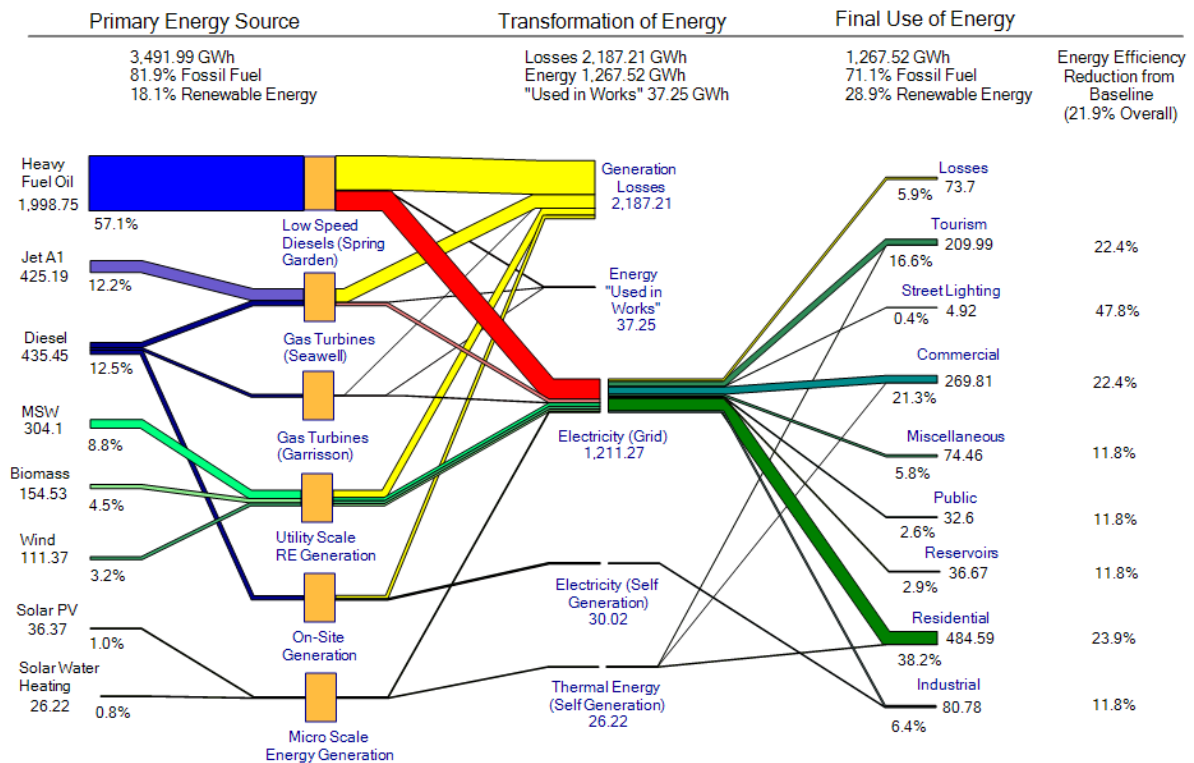 Primary Energy Source
Transformation of Energy
Final Use of Energy
3,491.99 GWh
81.9% Fossil Fuel
18.1% Renewable Energy
Losses 2,187.21 GWh
Energy 1,267.52 GWh
"Used in Works" 37.25 GWh
1,267.52 GWh
71.1% Fossil Fuel
28.9% Renewable Energy
Energy Efficiency
Reduction from
Baseline
(21.9% Overall)
Heavy
Fuel Oil
1,998.75
57.1%
Jet A1
425.19
12.2%
Diesel
435.45
12.5%
MSW
304.1
8.8%
Biomass
154.53
4.5%
Wind
111.37
3.2%
Solar PV
36.37
1.0%
Solar Water
Heating
26.22
0.8%
Low Speed
Diesels (Spring
Garden)
Gas Turbines
(Seawell)
Gas Turbines
(Garrisson)
Utility Scale
RE Generation
On-Site
Generation
Micro Scale
Energy Generation
Generation
Losses
2,187.21
Energy
"Used in
Works"
37.25
Electricity (Grid)
1,211.27
Electricity (Self
Generation)
30.02
Thermal Energy
(Self Generation)
26.22
Losses
73.7
5.9%
Tourism
209.99
16.6%
22.4%
Street Lighting
4.92
0.4%
47.8%
Commercial
269.81
21.3%
22.4%
Miscellaneous
74.46
5.8%
11.8%
Public
32.6
2.6%
11.8%
Reservoirs
36.67
2.9%
11.8%
Residential
484.59
38.2%
23.9%
Industrial
80.78
6.4%
11.8%